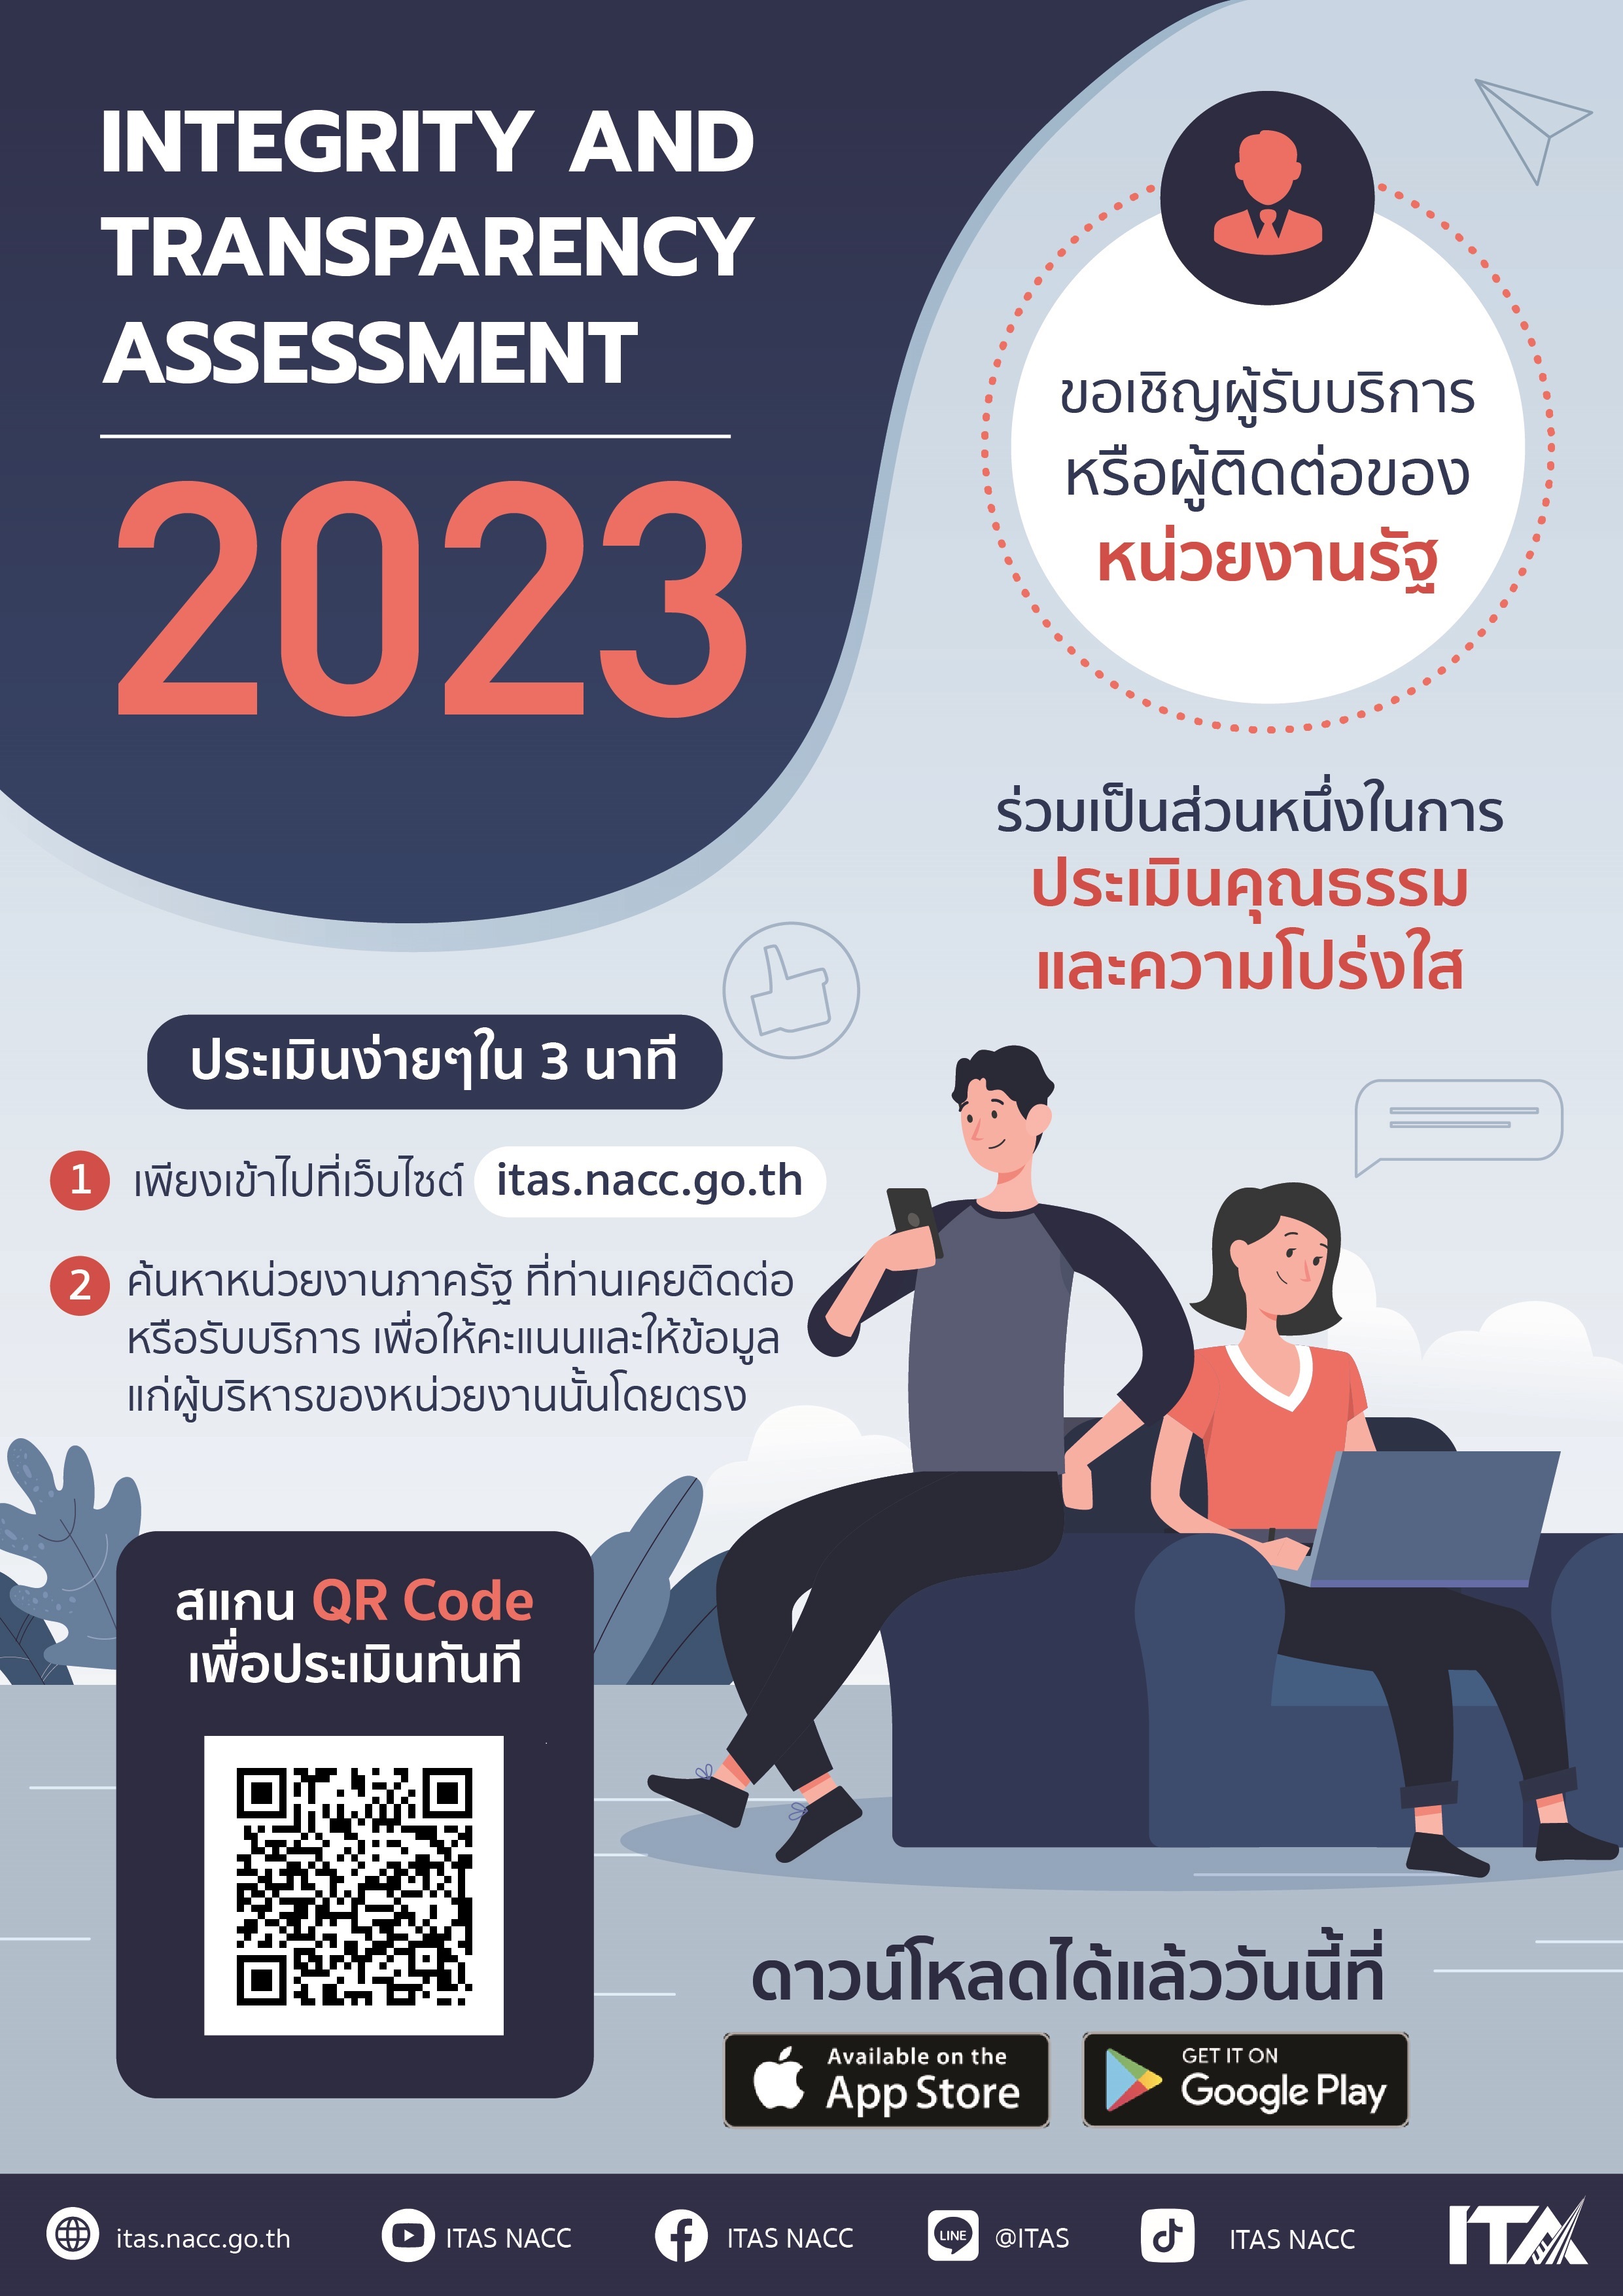 INTEGRITY AND
TRANSPARENCY
ASSESSMENT
2023
ขอเชิญผู้รับบริการ
หรือผู้ติดต่อของ
หน่วยงานรัฐ
ร่วมเป็นส่วนหนึ่งในการ
ประเมินคุณธรรม
และความโปร่งใส
ประเมินง่ายๆใน 3 นาที
1 เพียงเข้าไปที่เว็บไซต์ itas.nacc.go.th
2 ค้นหาหน่วยงานภาครัฐ ที่ท่านเคยติดต่อ
หรือรับบริการ เพื่อให้คะแนนและให้ข้อมูล
แก่ผู้บริหารของหน่วยงานนั้นโดยตรง
สแกน QR Code
เพื่อประเมินทันที
ดาวน์โหลดได้แล้ววันนี้ที่
Available on the
App Store
GET IT ON
Google Play
itas.nacc.go.th
ITAS NACC
ITAS NACC
LINE
@ITAS
ITAS NACC
ITA